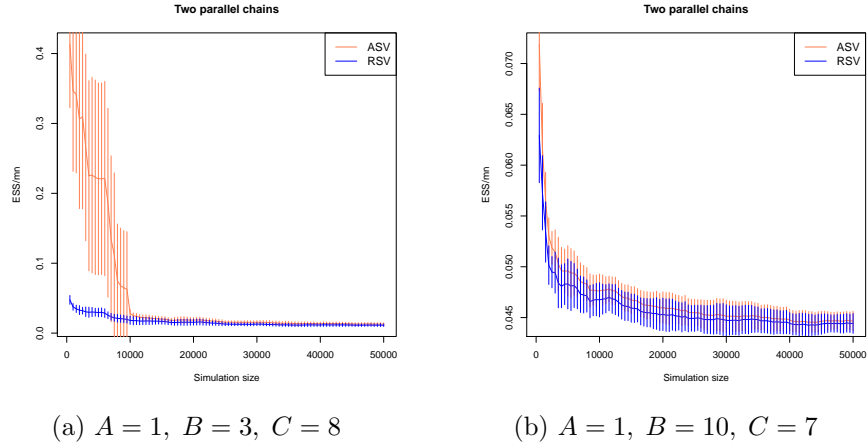 Two parallel chains
ASV
RSV
ESS/mn
0.4
0.3
0.2
0.1
0.0
0 10000 20000 30000 40000 50000
Simulation size
(a) A = 1, B = 3, C = 8
Two parallel chains
ASV
RSV
ESS/mn
0.070
0.065
0.060
0.055
0.050
0.045
0 10000 20000 30000 40000 50000
Simulation size
(b) A = 1, B = 10, C = 7